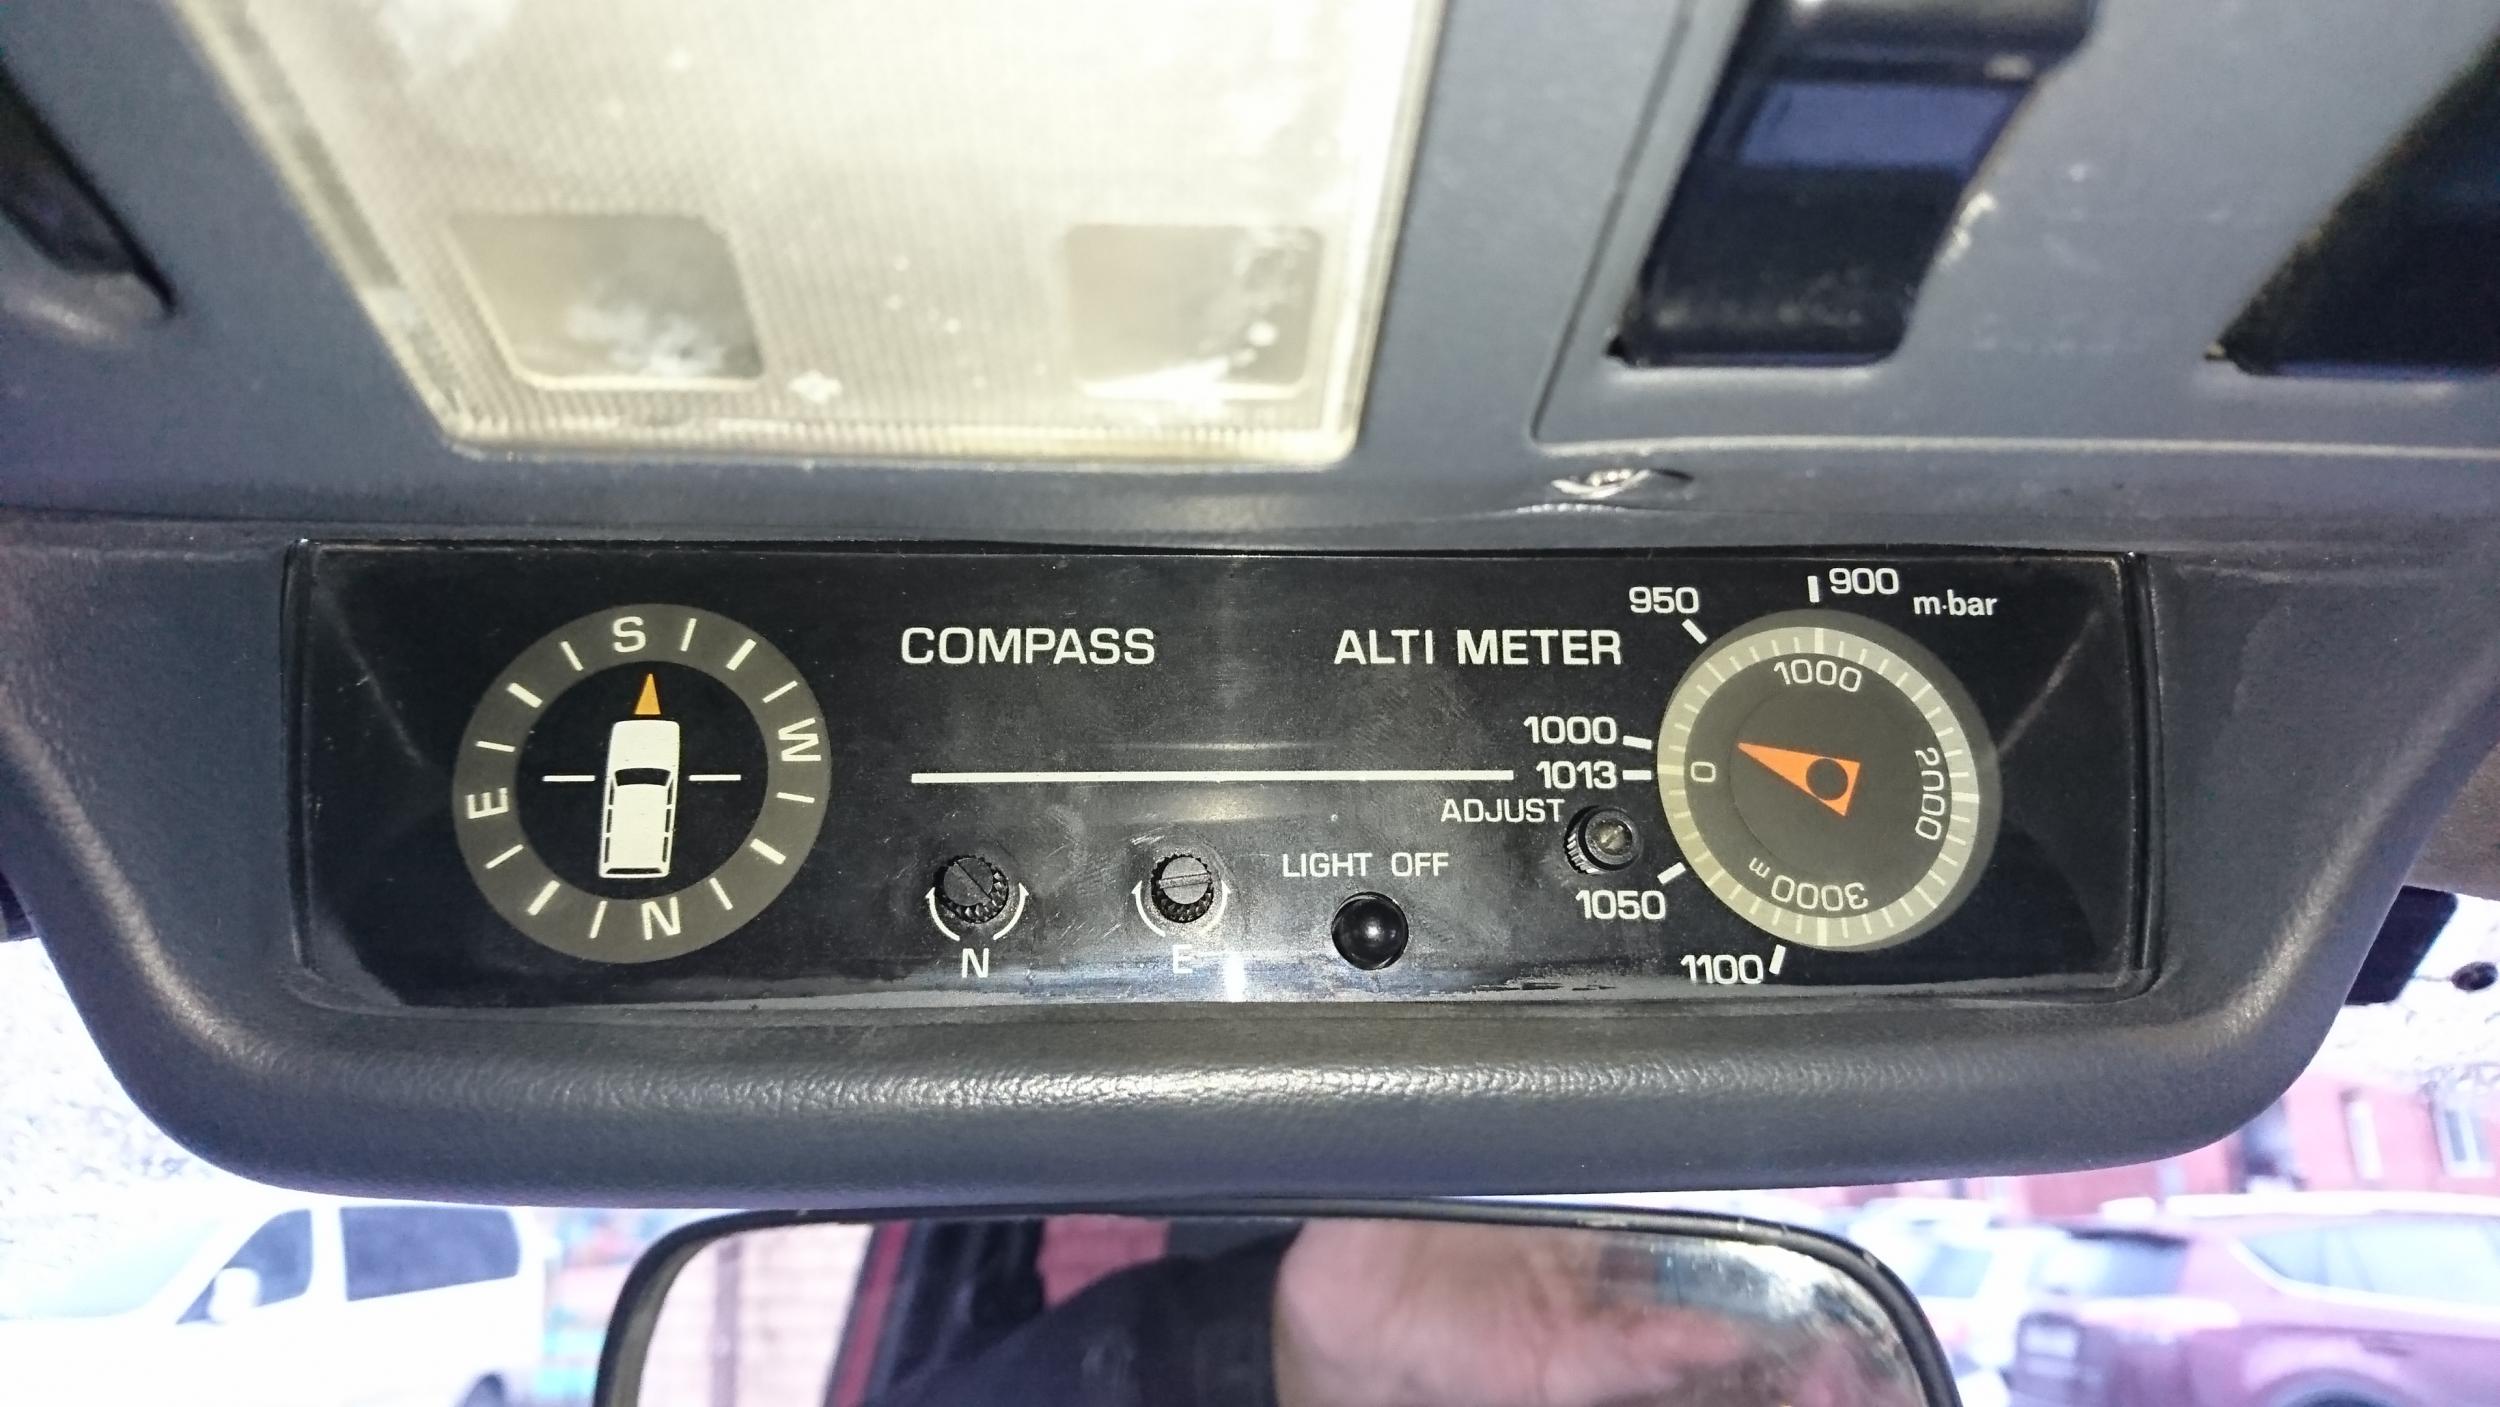 S
W
N
E
COMPASS
N
E
LIGHT OFF
ALTI METER
900 m·bar
950
1000
1013
ADJUST
1050
1100
0
1000
2000
3000 m